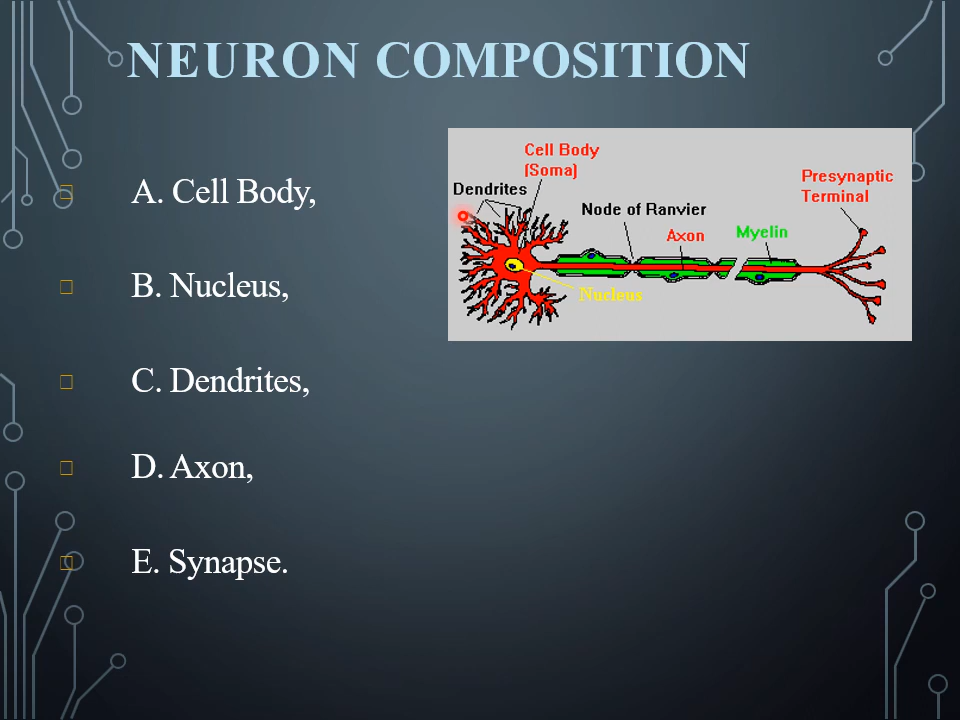 NEURON COMPOSITION
A. Cell Body,
B. Nucleus,
C. Dendrites,
D. Axon,
E. Synapse.
Cell Body
(Soma)
Dendrites
Node of Ranvier
Axon
Myelin
Presynaptic
Terminal
Nucleus